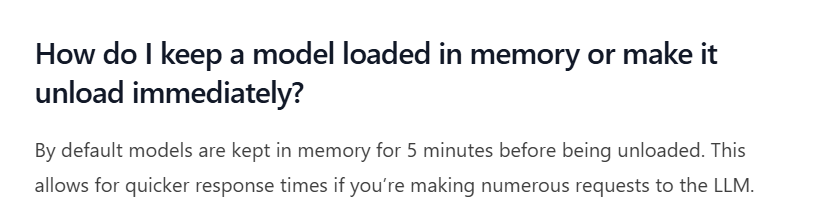 How do I keep a model loaded in memory or make it
unload immediately?
By default models are kept in memory for 5 minutes before being unloaded. This
allows for quicker response times if you’re making numerous requests to the LLM.